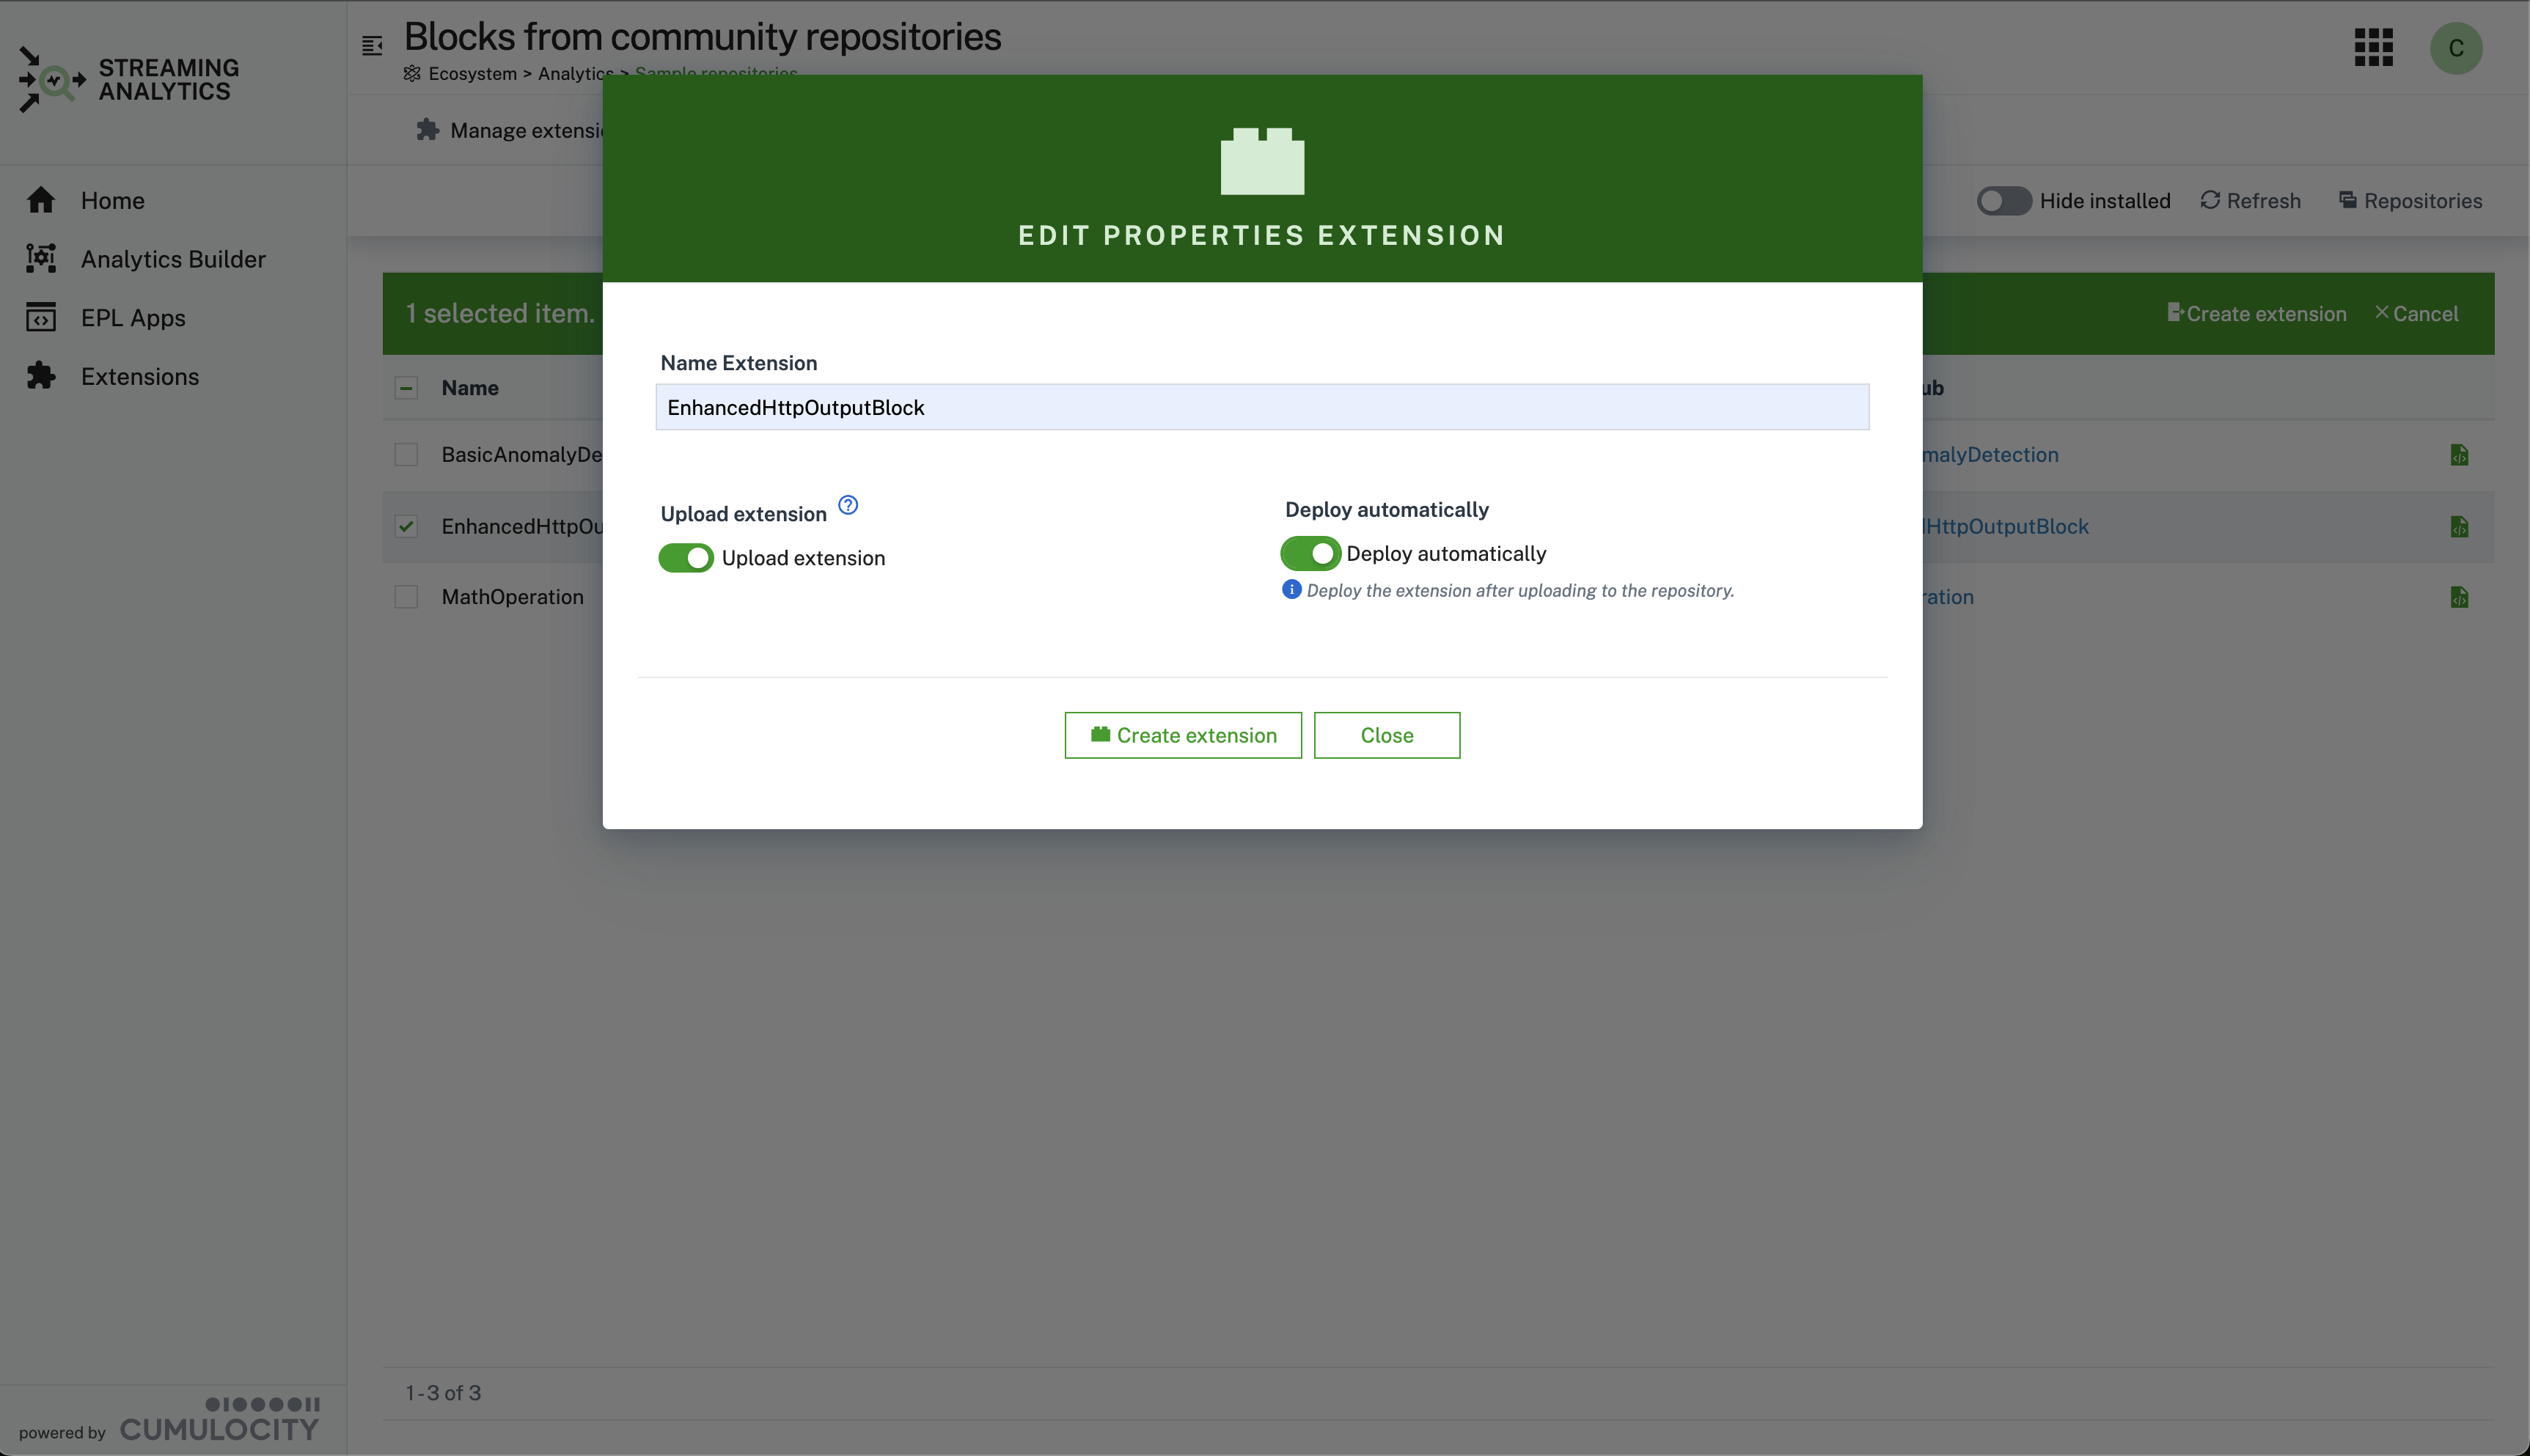 STREAMING
ANALYTICS
Blocks from community repositories
Ecosystem > Analytics > Sample repositories
C
Manage
Home
Analytics Builder
EPL Apps
Extensions
Hide installed
Refresh
Repositories
EDIT PROPERTIES EXTENSION
1 selected item.
Create extension
Cancel
Name
Name Extension
EnhancedHttpOutputBlock
Upload extension
Upload extension
Deploy automatically
Deploy automatically
Deploy the extension after uploading to the repository.
BasicAnomalyDe
malyDetection
EnhancedHttpOu
HttpOutputBlock
MathOperation
ration
Create extension
Close
1-3 of 3
powered by
CUMULOCITY